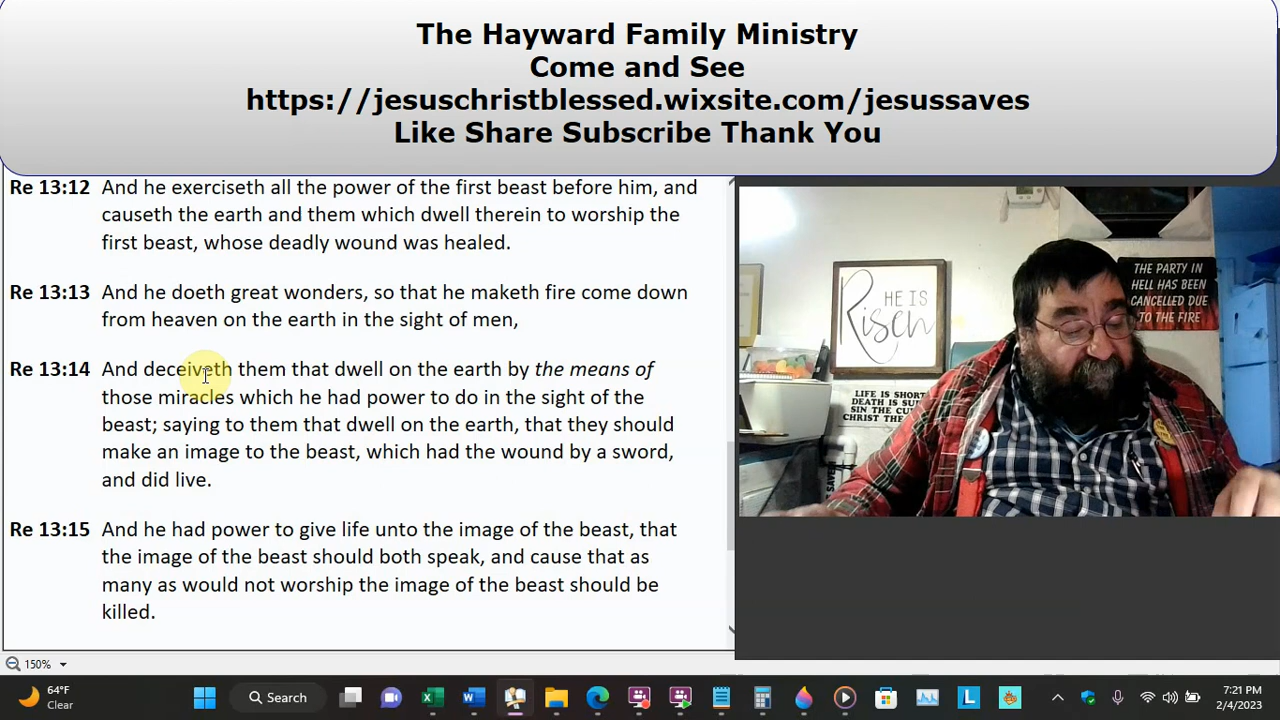 The Hayward Family Ministry
Come and See
https://jesuschristblessed.wixsite.com/jesussaves
Like Share Subscribe Thank You
Re 13:12 And he exerciseth all the power of the first beast before him, and
causeth the earth and them which dwell therein to worship the
first beast, whose deadly wound was healed.
Re 13:13 And he doeth great wonders, so that he maketh fire come down
from heaven on the earth in the sight of men,
Re 13:14 And deceiveth them that dwell on the earth by the means of
those miracles which he had power to do in the sight of the
beast; saying to them that dwell on the earth, that they should
make an image to the beast, which had the wound by a sword,
and did live.
Re 13:15 And he had power to give life unto the image of the beast, that
the image of the beast should both speak, and cause that as
many as would not worship the image of the beast should be
killed.
HE IS
Risen
THE PARTY IN
HELL HAS BEEN
CANCELLED DUE
TO THE FIRE
LIFE IS SHORT
DEATH IS SU
SIN THE CU
CHRIST THE
150%
64°F
Clear
Search
7:21 PM
2/4/2023